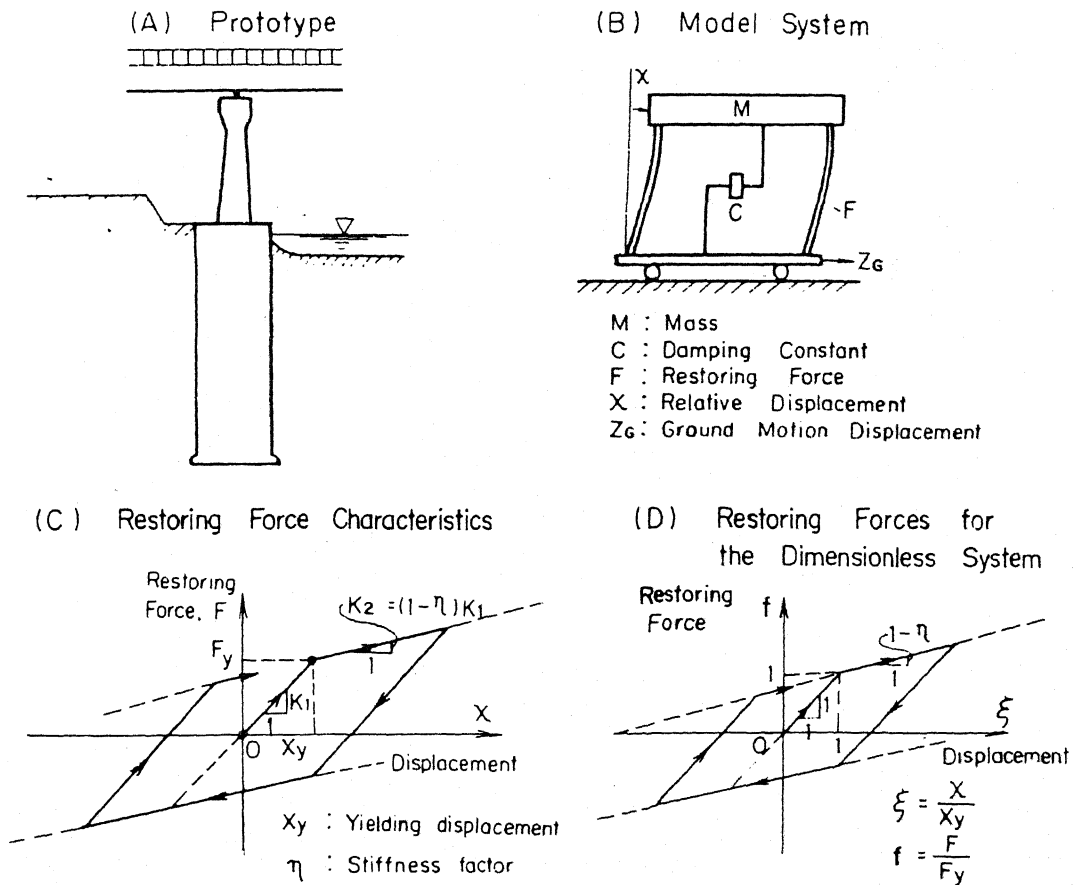 (A) Prototype
(B) Model System
χ
M
C
F
ZG
M : Mass
C : Damping Constant
F : Restoring Force
χ : Relative Displacement
ZG : Ground Motion Displacement
(C) Restoring Force Characteristics
Restoring
Force, F
K2 = (1-η)K1
Fy
1
K1
1
χ
O
Xy
Displacement
Xy : Yielding displacement
η : Stiffness factor
(D) Restoring Forces for
the Dimensionless System
Restoring
Force
f
1-η
1
1
1
1
ξ
O
1
Displacement
ξ = χ/Xy
f = F/Fy